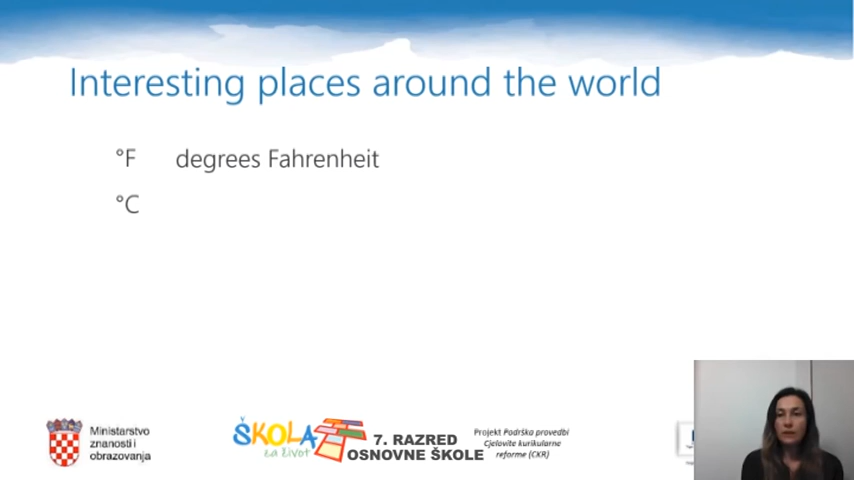 Interesting places around the world
°F degrees Fahrenheit
°C
Ministarstvo
znanosti i
obrazovanja
ŠKOLA
za život
7. RAZRED
OSNOVNE ŠKOLE
Projekt Podrška provedbi
Cjelovite kurikularne
reforme (CKR)